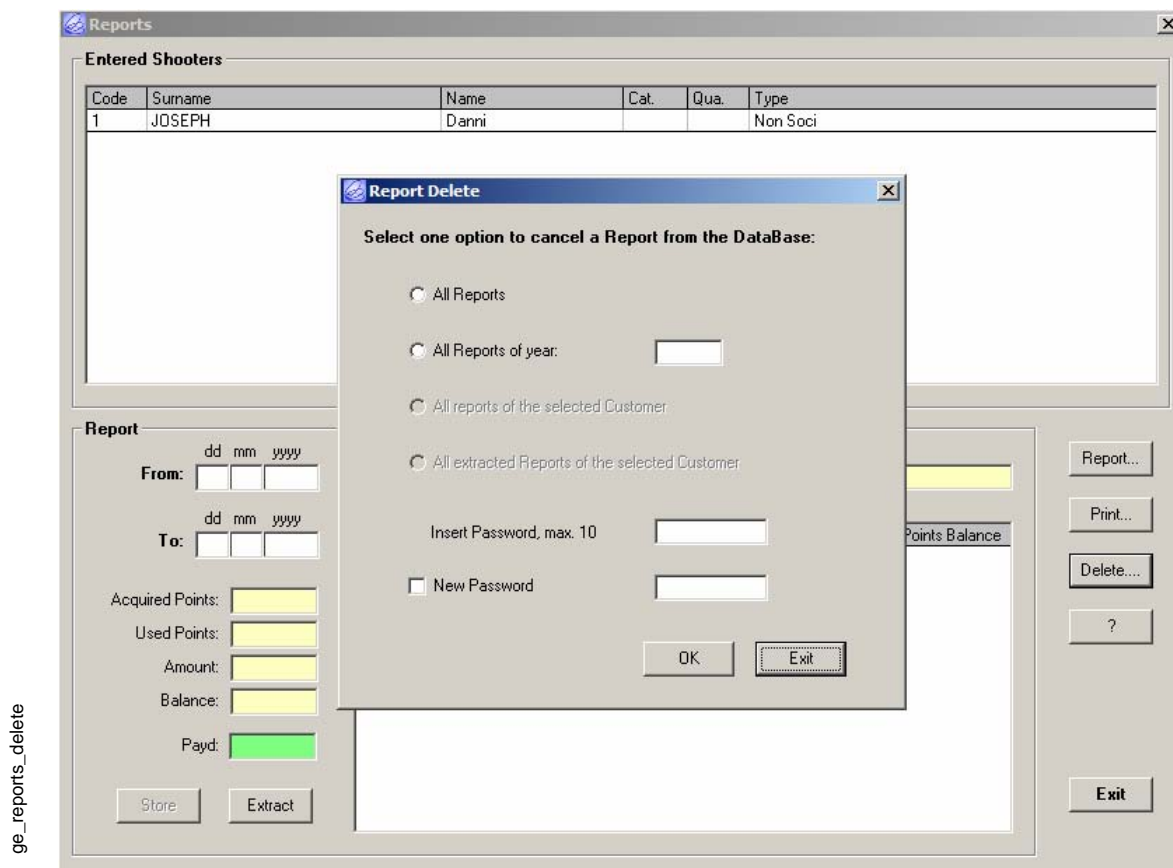 Reports
Entered Shooters
Code Surname Name Cat. Qua. Type
1 JOSEPH Danni Non Soci
Report Delete
Select one option to cancel a Report from the DataBase:
All Reports
All Reports of year:
All reports of the selected Customer
All extracted Reports of the selected Customer
Insert Password, max. 10
New Password
OK Exit
Report
dd mm yyyy
From:
dd mm yyyy
To:
Acquired Points:
Used Points:
Amount:
Balance:
Payd:
Store Extract
Points Balance
Report...
Print...
Delete....
?
Exit
ge_reports_delete